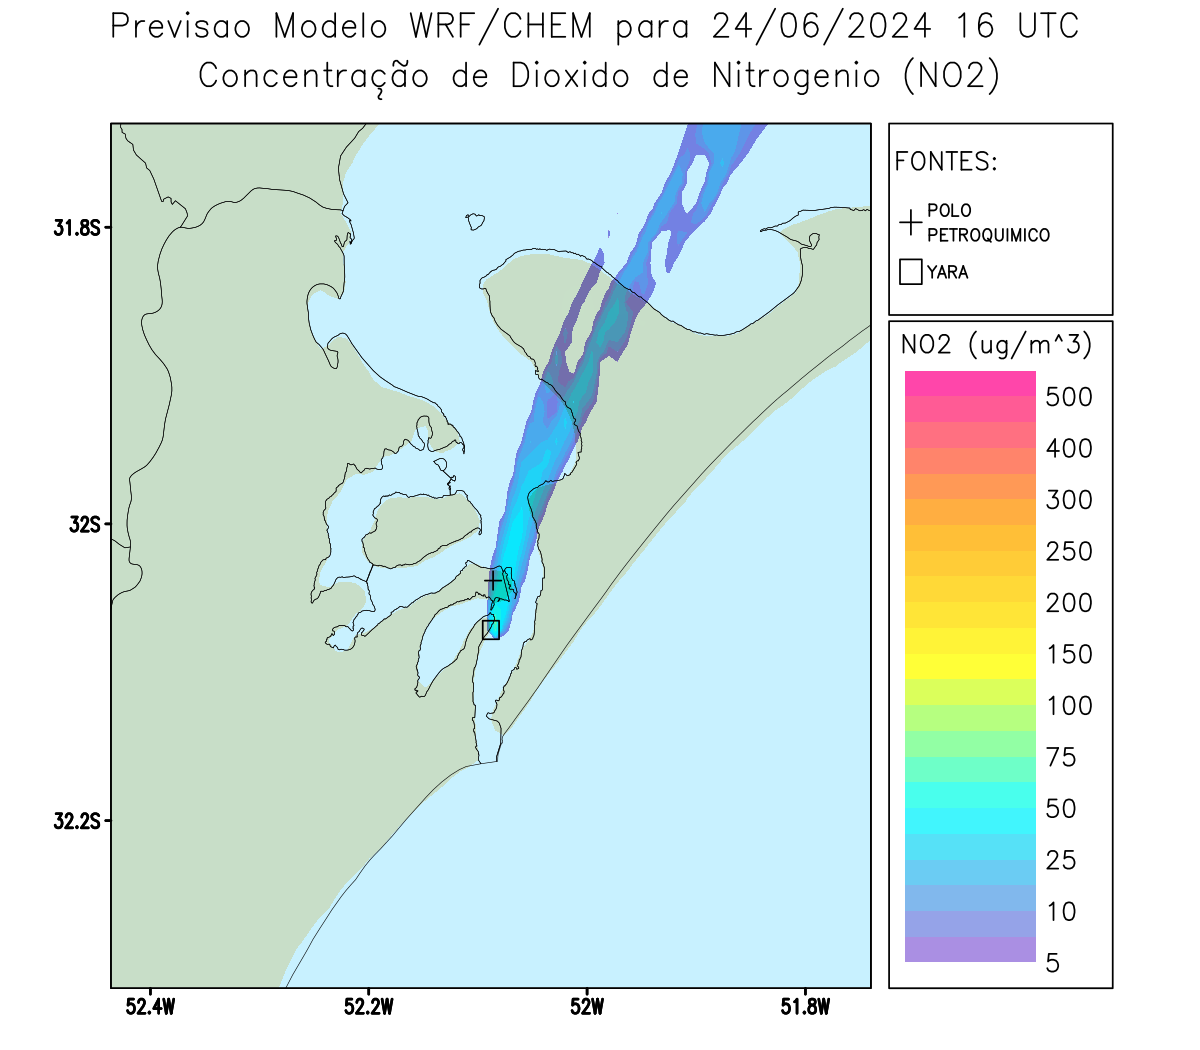 Previsao Modelo WRF/CHEM para 24/06/2024 16 UTC
Concentração de Dioxido de Nitrogenio (NO2)
FONTES:
POLO
PETROQUIMICO
YARA
NO2 (ug/m^3)
500
400
300
250
200
150
100
75
50
25
10
5
31.8S
32S
32.2S
52.4W
52.2W
52W
51.8W